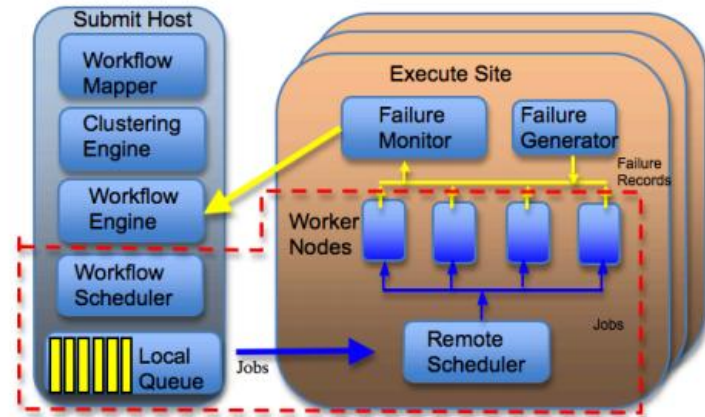 Submit Host
Workflow
Mapper
Clustering
Engine
Workflow
Engine
Workflow
Scheduler
Local
Queue
Jobs
Execute Site
Failure
Monitor
Failure
Generator
Failure
Records
Worker
Nodes
Jobs
Remote
Scheduler